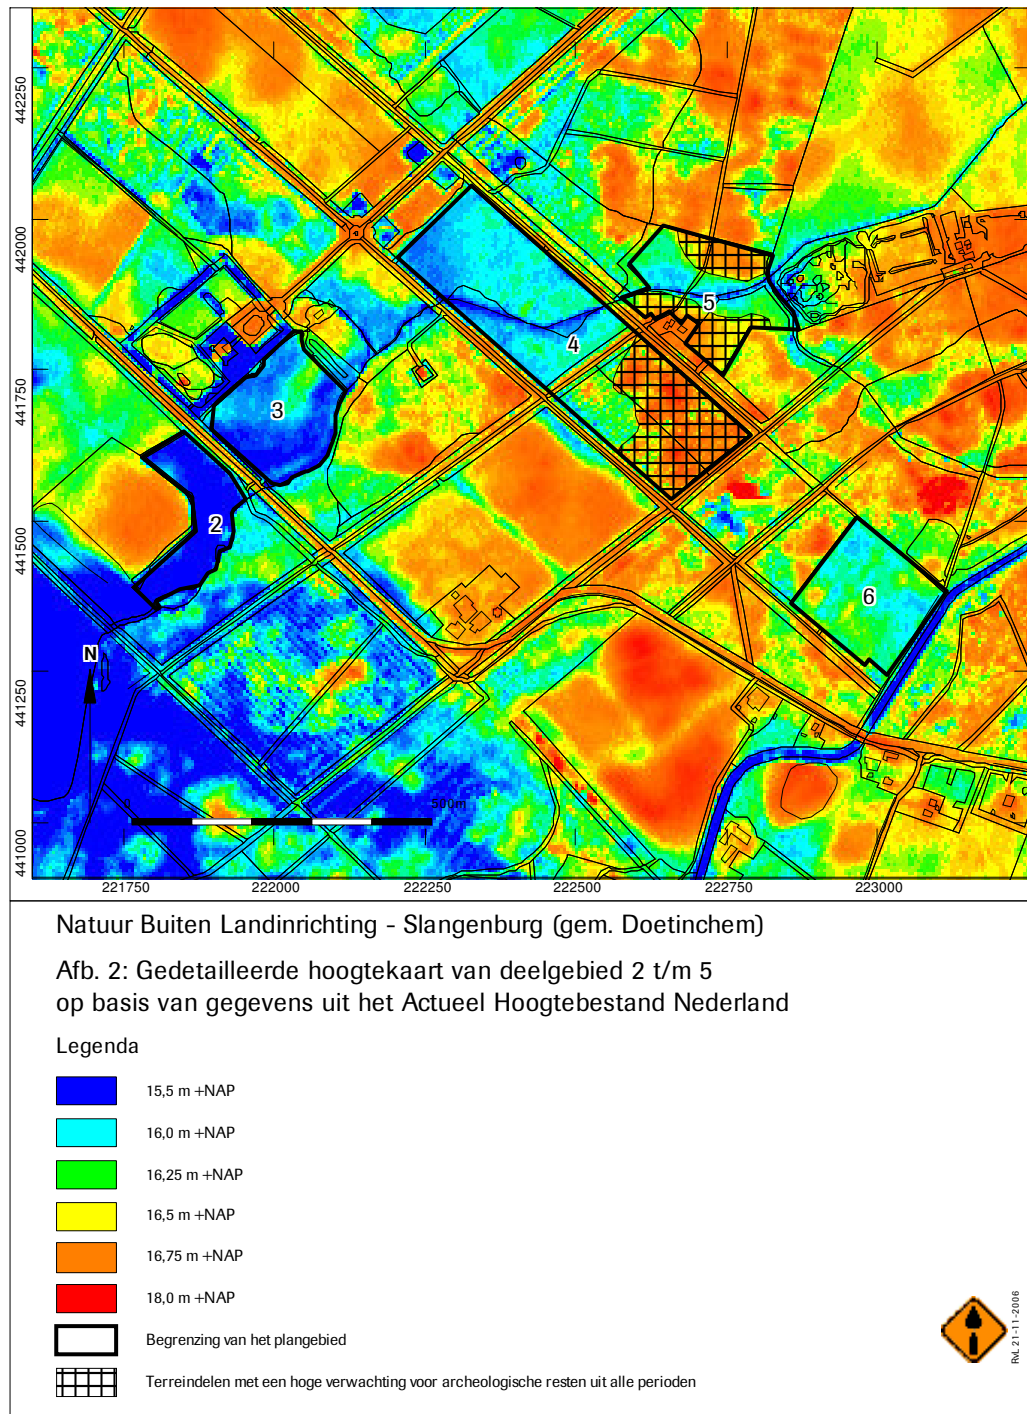 442250
442000
441750
441500
441250
441000
5
4
3
2
6
N
500m
221750
222000
222250
222500
222750
223000
Natuur Buiten Landinrichting - Slangenburg (gem. Doetinchem)
Afb. 2: Gedetailleerde hoogtekaart van deelgebied 2 t/m 5
op basis van gegevens uit het Actueel Hoogtebestand Nederland
Legenda
15,5 m +NAP
16,0 m +NAP
16,25 m +NAP
16,5 m +NAP
16,75 m +NAP
18,0 m +NAP
Begrenzing van het plangebied
Terreindelen met een hoge verwachting voor archeologische resten uit alle perioden
RvL 21-11-2006